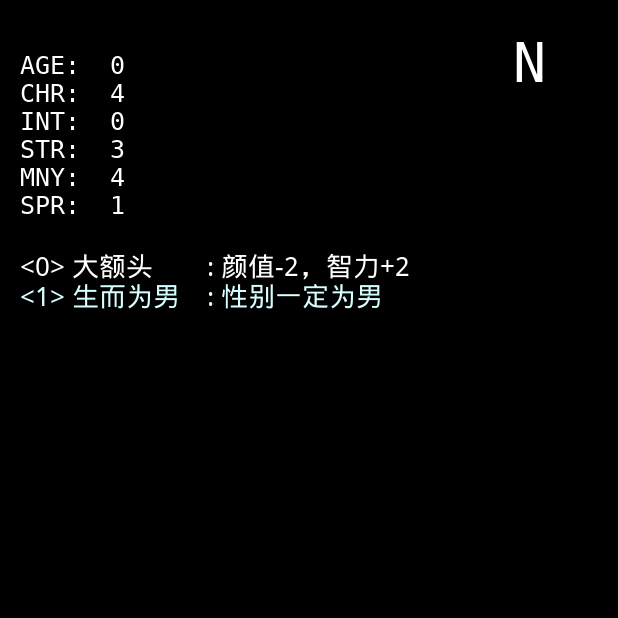 N
AGE: 0
CHR: 4
INT: 0
STR: 3
MNY: 4
SPR: 1
<0> 大额头 : 颜值-2，智力+2
<1> 生而为男 : 性别一定为男